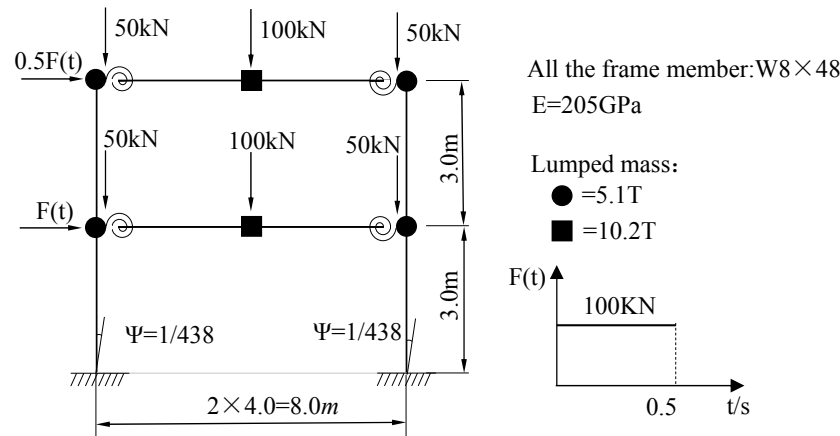 50kN
100kN
50kN
0.5F(t)
50kN
100kN
50kN
F(t)
3.0m
3.0m
Ψ=1/438
Ψ=1/438
2×4.0=8.0m
All the frame member:W8×48
E=205GPa
Lumped mass:
=5.1T
=10.2T
F(t)
100KN
0.5
t/s